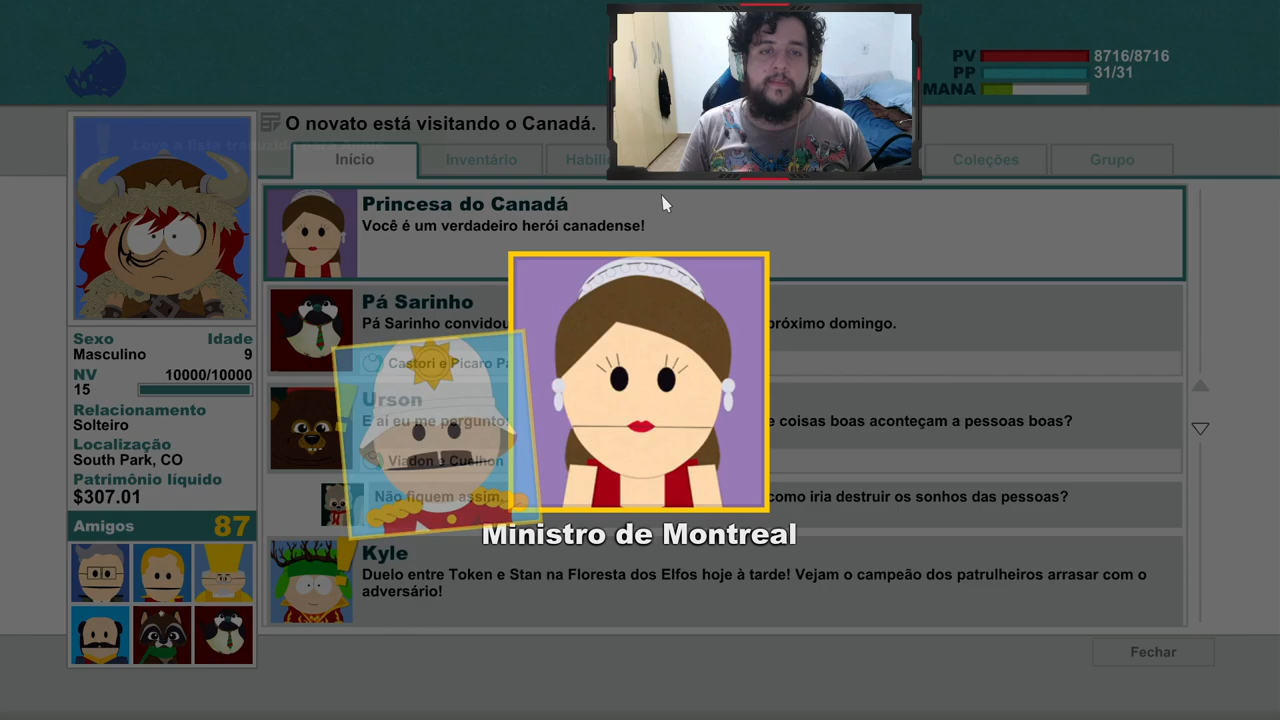 PV 8716/8716
PP 31/31
MANA
O novato está visitando o Canadá.
Início
Inventário
Coleções
Grupo
Princesa do Canadá
Você é um verdadeiro herói canadense!
Pá Sarinho
Pá Sarinho convidou
próximo domingo.
Castori e Picaro
Urson
E aí eu me pergunto:
e coisas boas aconteçam a pessoas boas?
Viadon e Cuelhon
Não fiquem assim.
como iria destruir os sonhos das pessoas?
Ministro de Montreal
Kyle
Duelo entre Token e Stan na Floresta dos Elfos hoje à tarde! Vejam o campeão dos patrulheiros arrasar com o
adversário!
Sexo Idade
Masculino 9
NV 10000/10000
15
Relacionamento
Solteiro
Localização
South Park, CO
Patrimônio líquido
$307.01
Amigos 87
Fechar